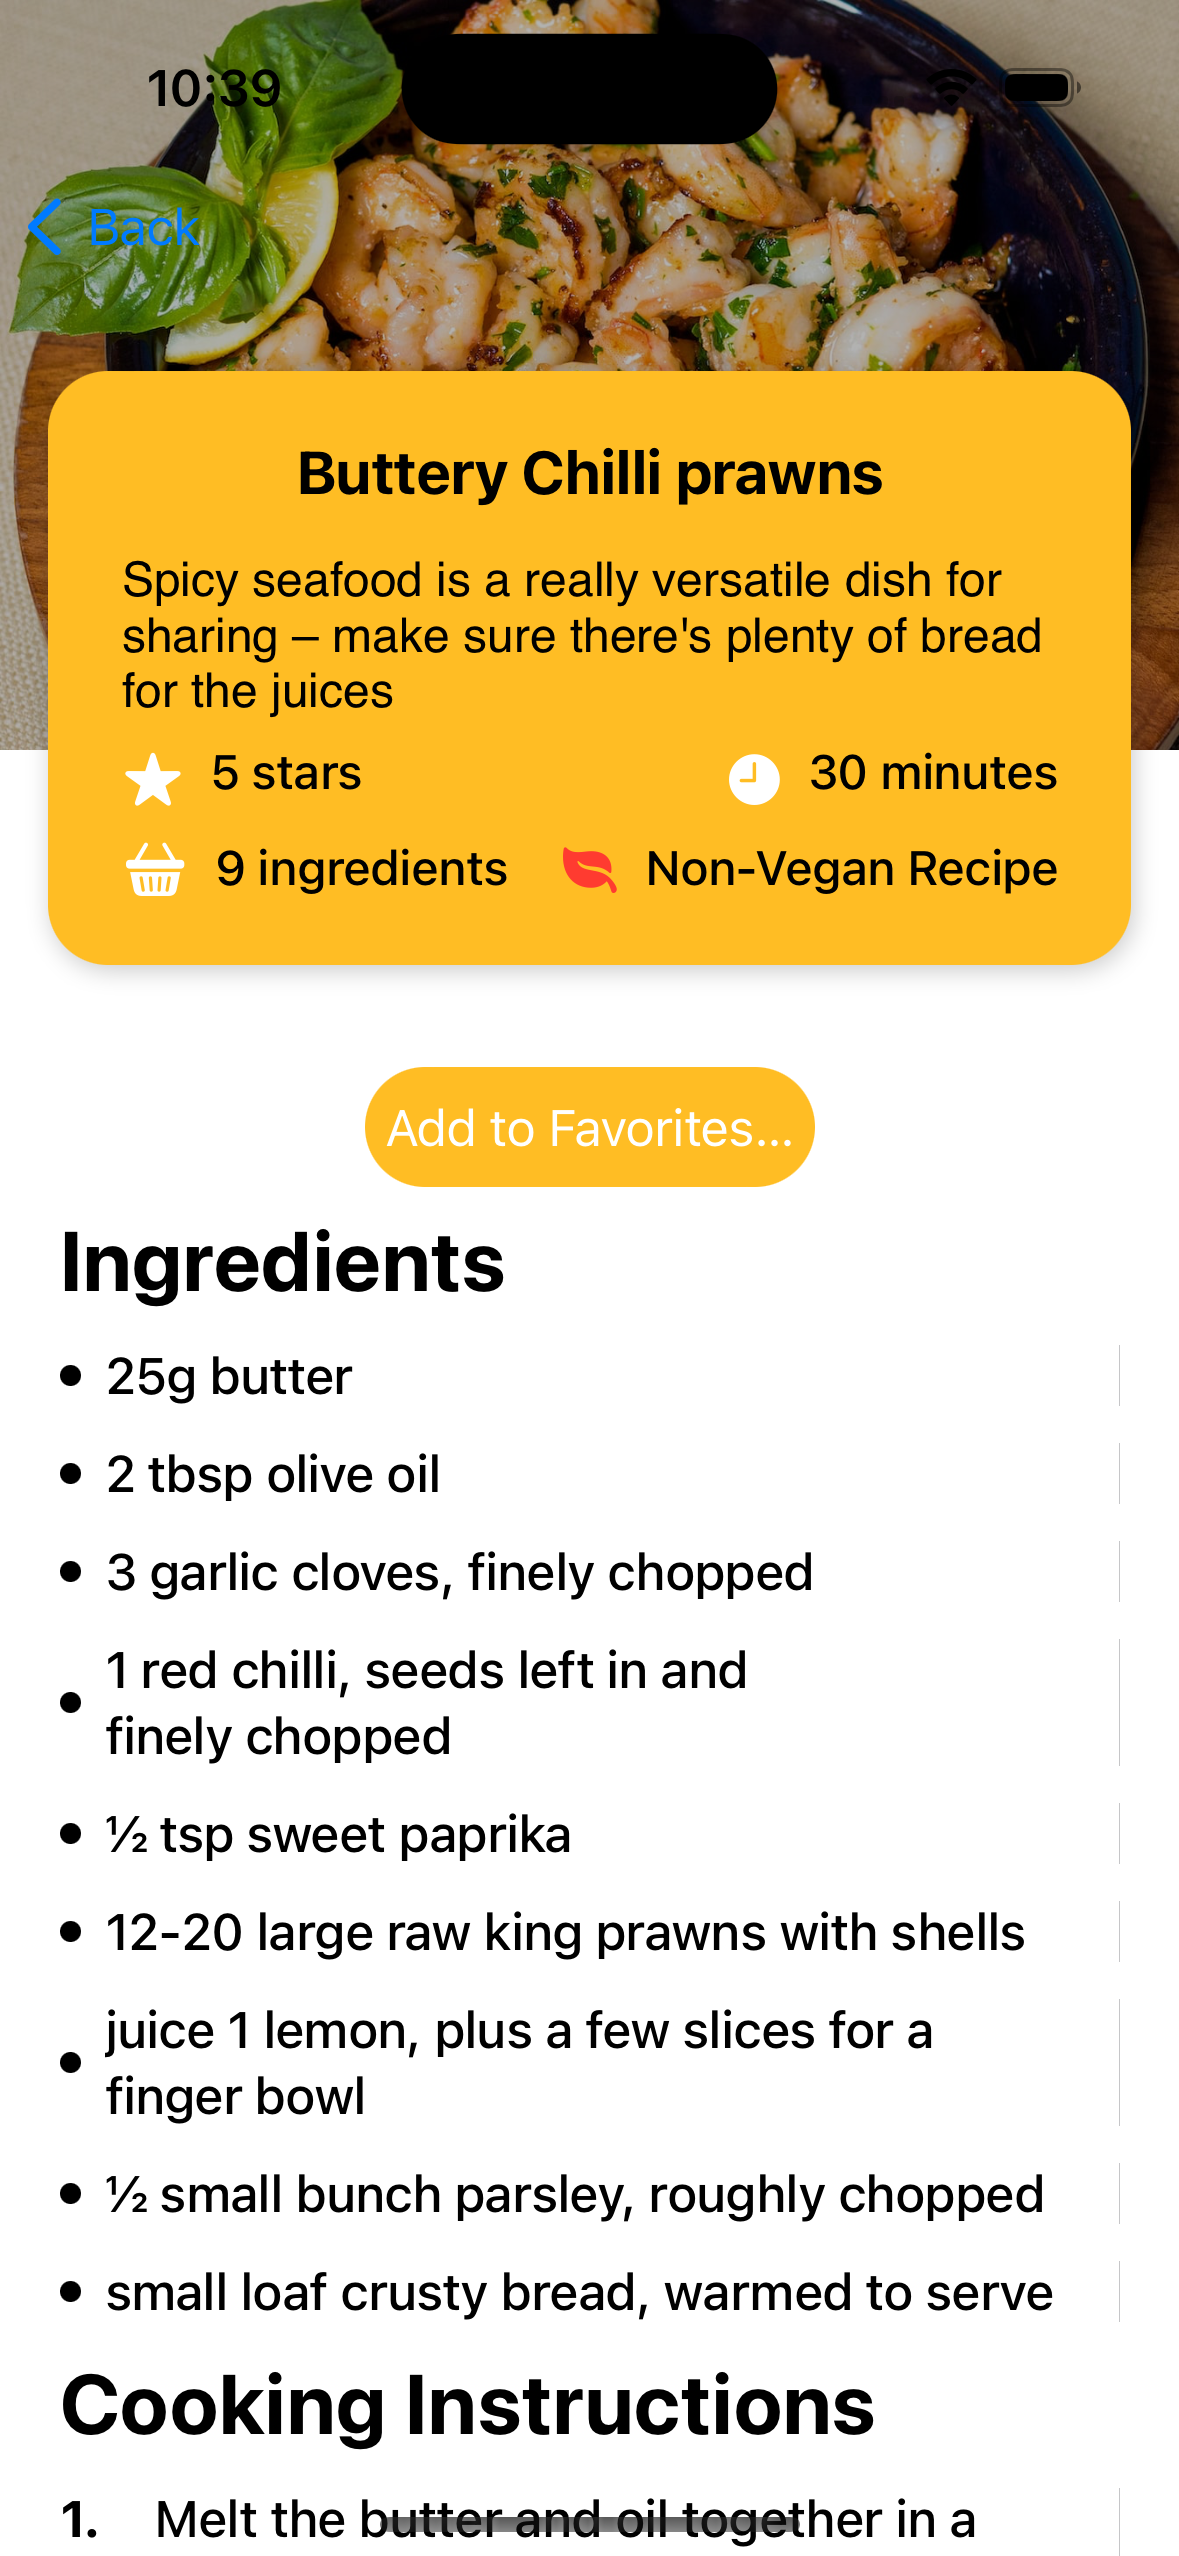 10:39
Back
Buttery Chilli prawns
Spicy seafood is a really versatile dish for
sharing – make sure there's plenty of bread
for the juices
5 stars
30 minutes
9 ingredients
Non-Vegan Recipe
Add to Favorites...
Ingredients
• 25g butter
• 2 tbsp olive oil
• 3 garlic cloves, finely chopped
• 1 red chilli, seeds left in and
finely chopped
• ½ tsp sweet paprika
• 12-20 large raw king prawns with shells
• juice 1 lemon, plus a few slices for a
finger bowl
• ½ small bunch parsley, roughly chopped
• small loaf crusty bread, warmed to serve
Cooking Instructions
1. Melt the butter and oil together in a